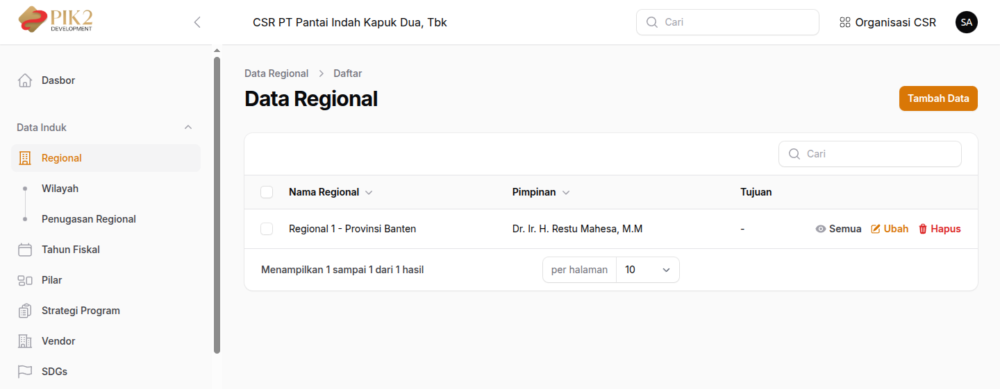 PIK2
DEVELOPMENT
CSR PT Pantai Indah Kapuk Dua, Tbk
Cari
Organisasi CSR
SA
Dasbor
Data Induk
Regional
Wilayah
Penugasan Regional
Tahun Fiskal
Pilar
Strategi Program
Vendor
SDGs
Data Regional
Daftar
Data Regional
Tambah Data
Cari
Nama Regional Pimpinan Tujuan
Regional 1 - Provinsi Banten Dr. Ir. H. Restu Mahesa, M.M - Semua Ubah Hapus
Menampilkan 1 sampai 1 dari 1 hasil per halaman 10